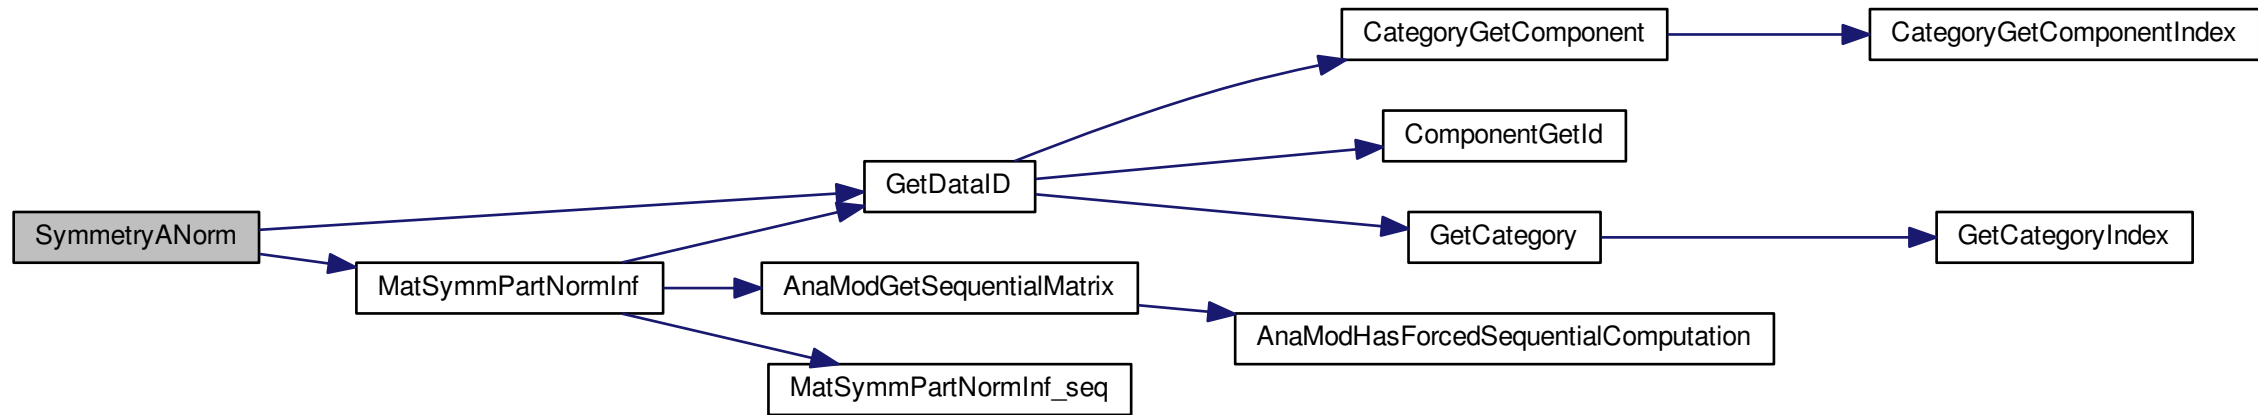 CategoryGetComponent
CategoryGetComponentIndex
ComponentGetId
GetDataID
SymmetryANorm
GetCategory
GetCategoryIndex
MatSymmPartNormInf
AnaModGetSequentialMatrix
AnaModHasForcedSequentialComputation
MatSymmPartNormInf_seq